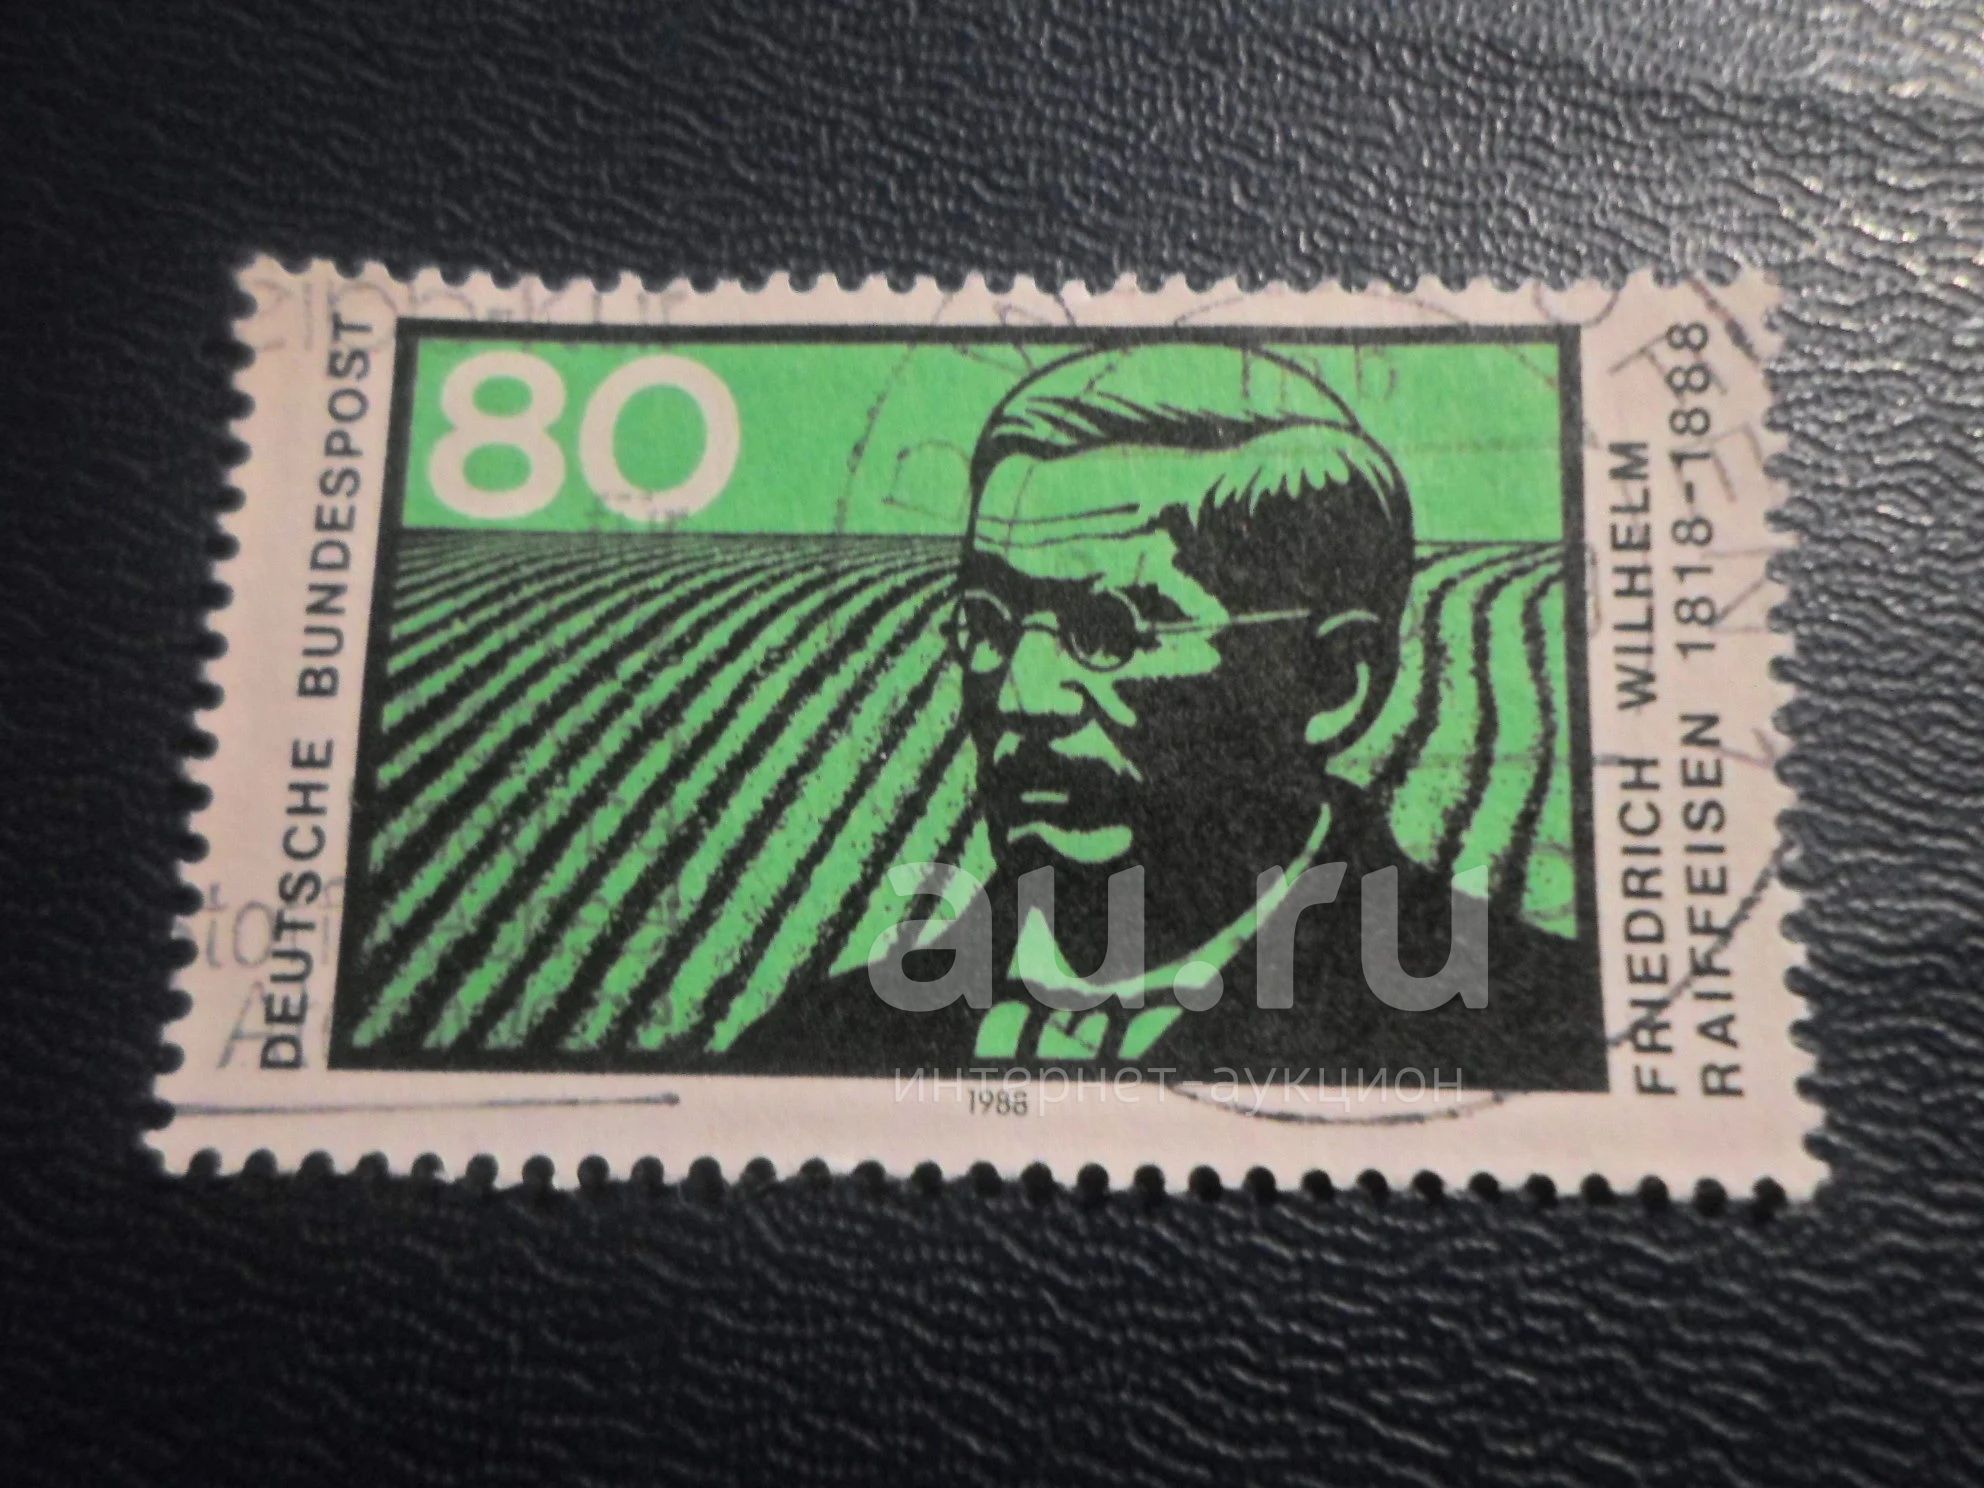 DEUTSCHE BUNDESPOST
80
FRIEDRICH WILHELM
RAIFFEISEN 1818-1888
1988
au.ru
интернет-аукцион